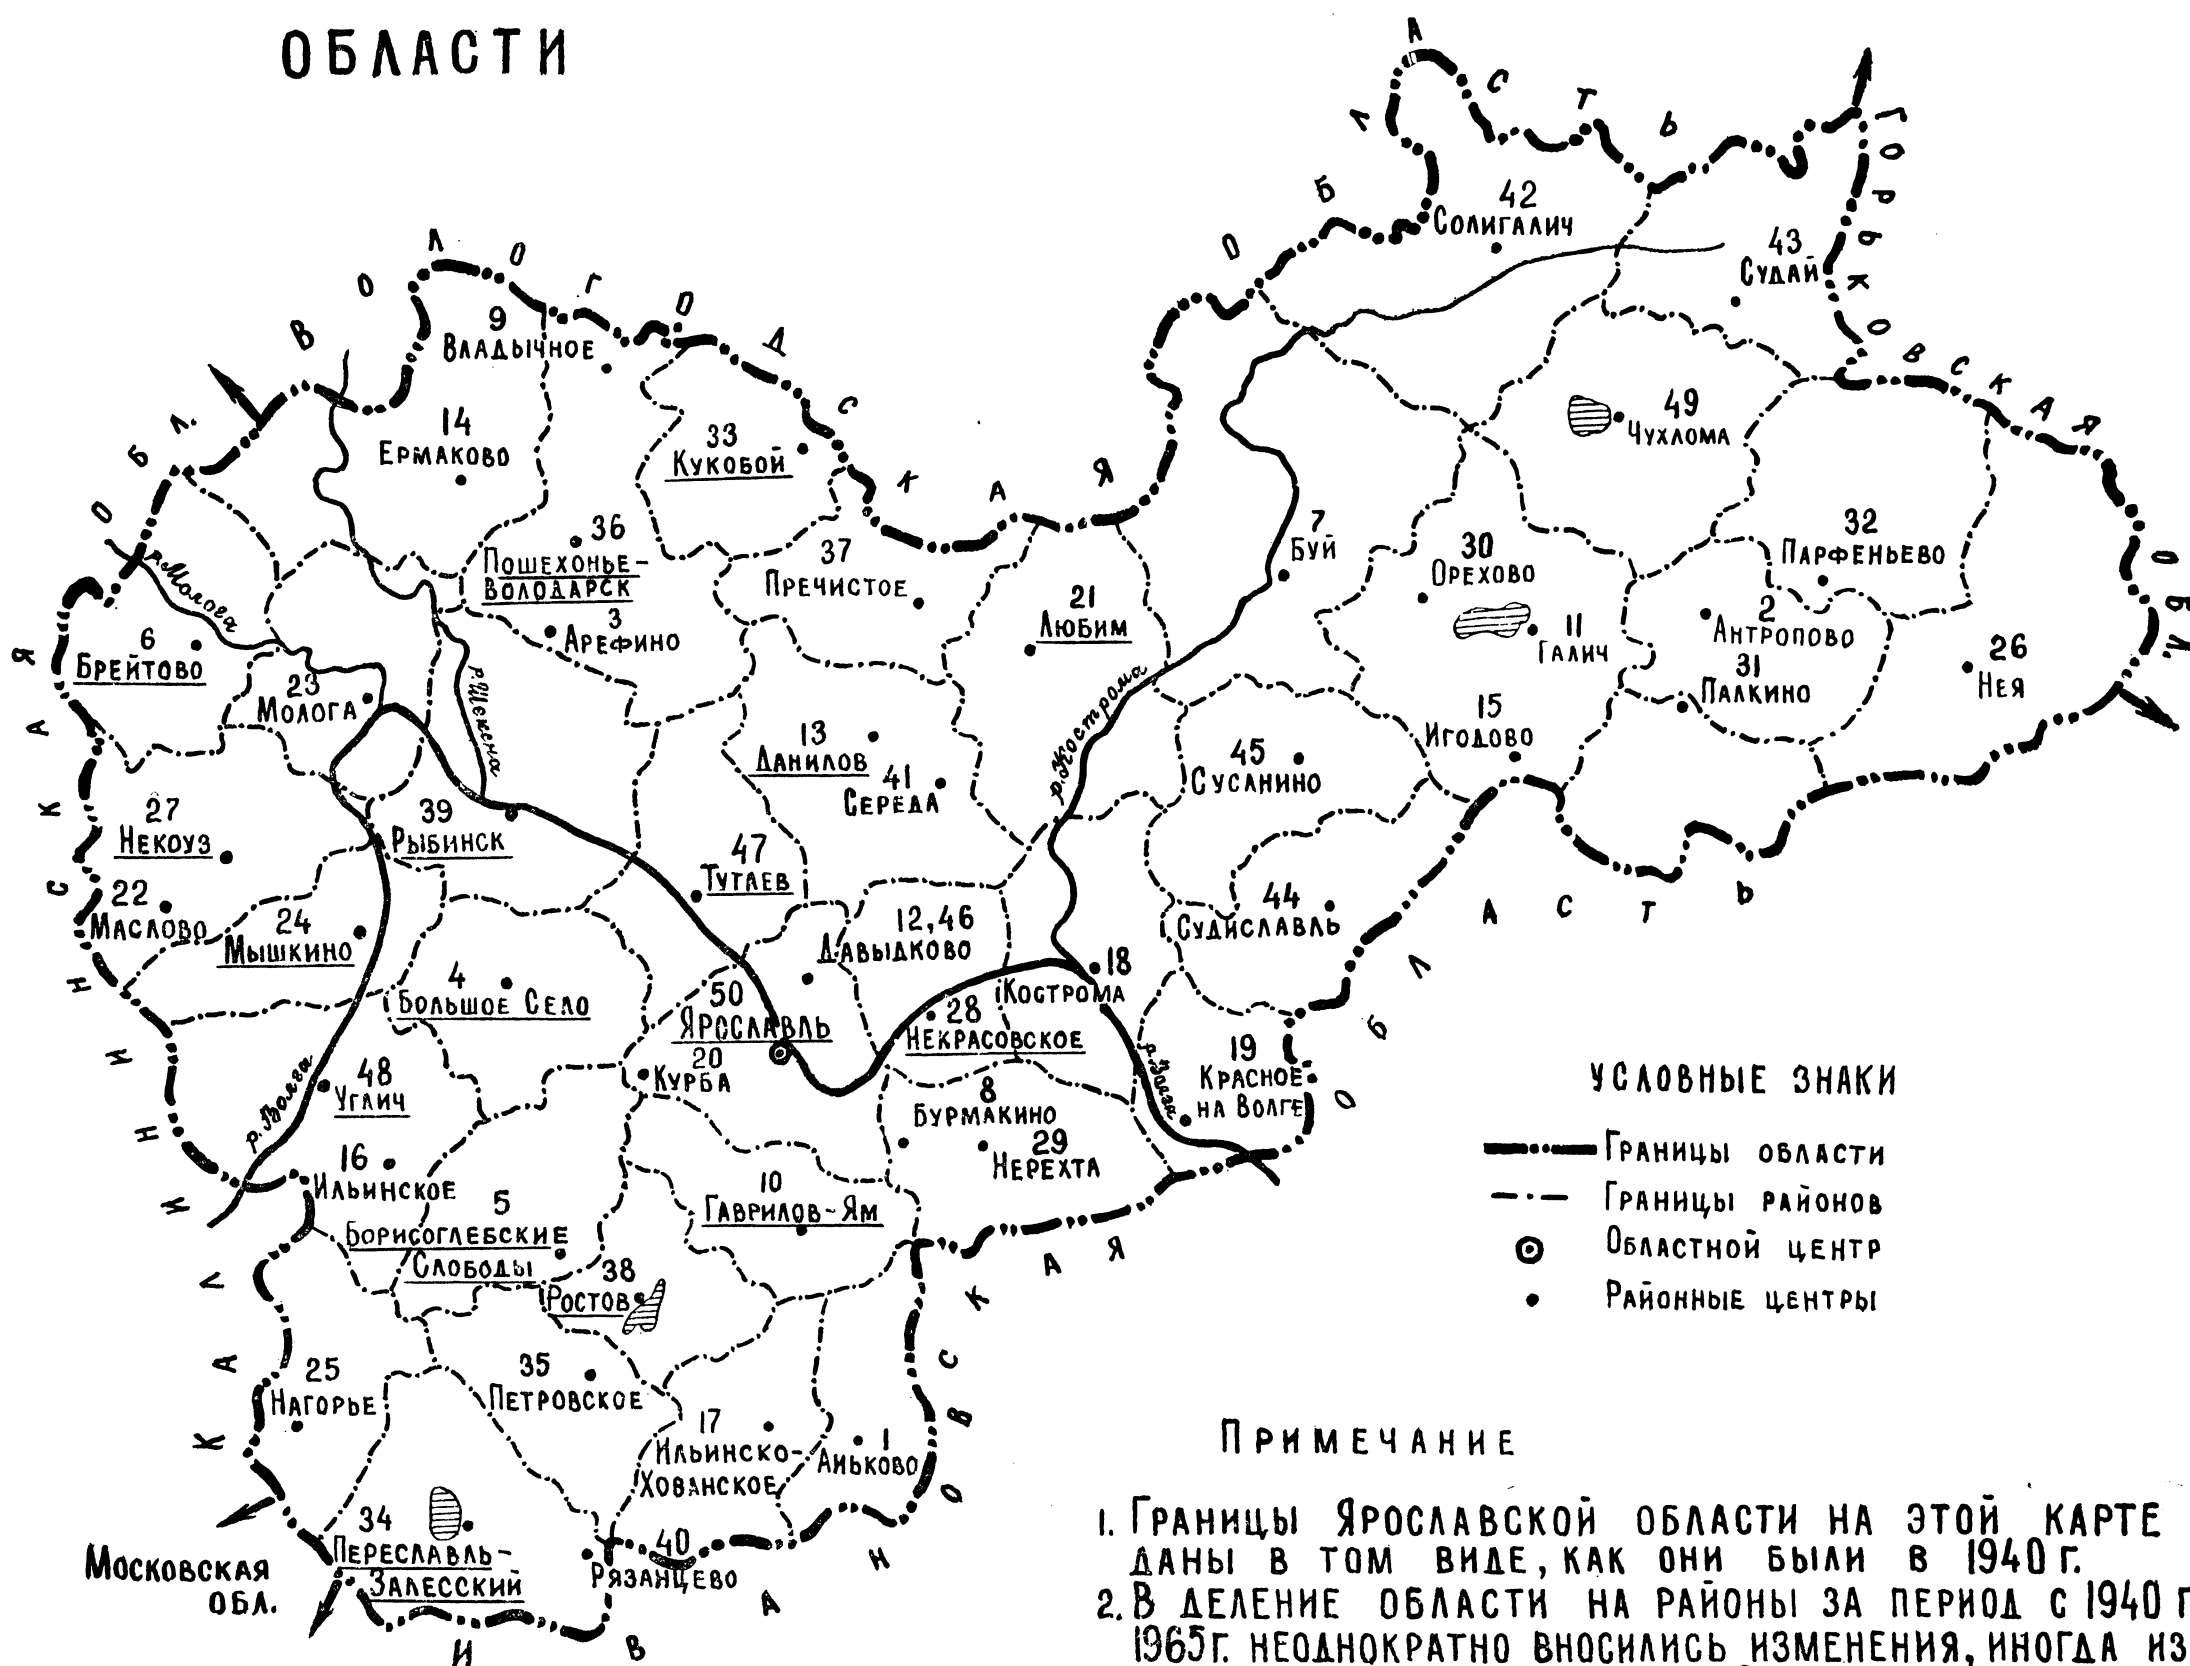 ОБЛАСТИ
ВОЛОГОДСКАЯ ОБЛАСТЬ
ГОРЬКОВСКАЯ ОБЛ.
КАЛИНИНСКАЯ ОБЛ.
ИВАНОВСКАЯ ОБЛАСТЬ
МОСКОВСКАЯ
ОБЛ.
42
СОЛИГАЛИЧ
43
СУДАЙ
9
ВЛАДЫЧНОЕ
14
ЕРМАКОВО
33
КУКОБОЙ
49
ЧУХЛОМА
36
ПОШЕХОНЬЕ-
ВОЛОДАРСК
37
ПРЕЧИСТОЕ
7
БУЙ
30
ОРЕХОВО
32
ПАРФЕНЬЕВО
р. Молога
3
АРЕФИНО
21
ЛЮБИМ
11
ГАЛИЧ
2
АНТРОПОВО
6
БРЕЙТОВО
26
НЕЯ
31
ПАЛКИНО
23
МОЛОГА
р. Шексна
р. Кострома
15
ИГОДОВО
13
ДАНИЛОВ
41
СЕРЕДА
45
СУСАНИНО
27
НЕКОУЗ
39
РЫБИНСК
47
ТУТАЕВ
22
МАСЛОВО
24
МЫШКИНО
12,46
ДАВЫДКОВО
44
СУДИСЛАВЛЬ
4
БОЛЬШОЕ СЕЛО
50
ЯРОСЛАВЛЬ
18
КОСТРОМА
28
НЕКРАСОВСКОЕ
20
КУРБА
19
КРАСНОЕ-
НА ВОЛГЕ
р. Волга
48
УГЛИЧ
р. Волга
8
БУРМАКИНО
29
НЕРЕХТА
16
ИЛЬИНСКОЕ
5
БОРИСОГЛЕБСКИЕ
СЛОБОДЫ
10
ГАВРИЛОВ-ЯМ
38
РОСТОВ
25
НАГОРЬЕ
35
ПЕТРОВСКОЕ
17
ИЛЬИНСКО-
ХОВАНСКОЕ
1
АНЬКОВО
34
ПЕРЕСЛАВЛЬ-
ЗАЛЕССКИЙ
40
РЯЗАНЦЕВО
УСЛОВНЫЕ ЗНАКИ
ГРАНИЦЫ ОБЛАСТИ
ГРАНИЦЫ РАЙОНОВ
ОБЛАСТНОЙ ЦЕНТР
РАЙОННЫЕ ЦЕНТРЫ
ПРИМЕЧАНИЕ
1. ГРАНИЦЫ ЯРОСЛАВСКОЙ ОБЛАСТИ НА ЭТОЙ КАРТЕ
ДАНЫ В ТОМ ВИДЕ, КАК ОНИ БЫЛИ В 1940 Г.
2. В ДЕЛЕНИЕ ОБЛАСТИ НА РАЙОНЫ ЗА ПЕРИОД С 1940 Г
1965Г. НЕОДНОКРАТНО ВНОСИЛИСЬ ИЗМЕНЕНИЯ, ИНОГДА ИЗ